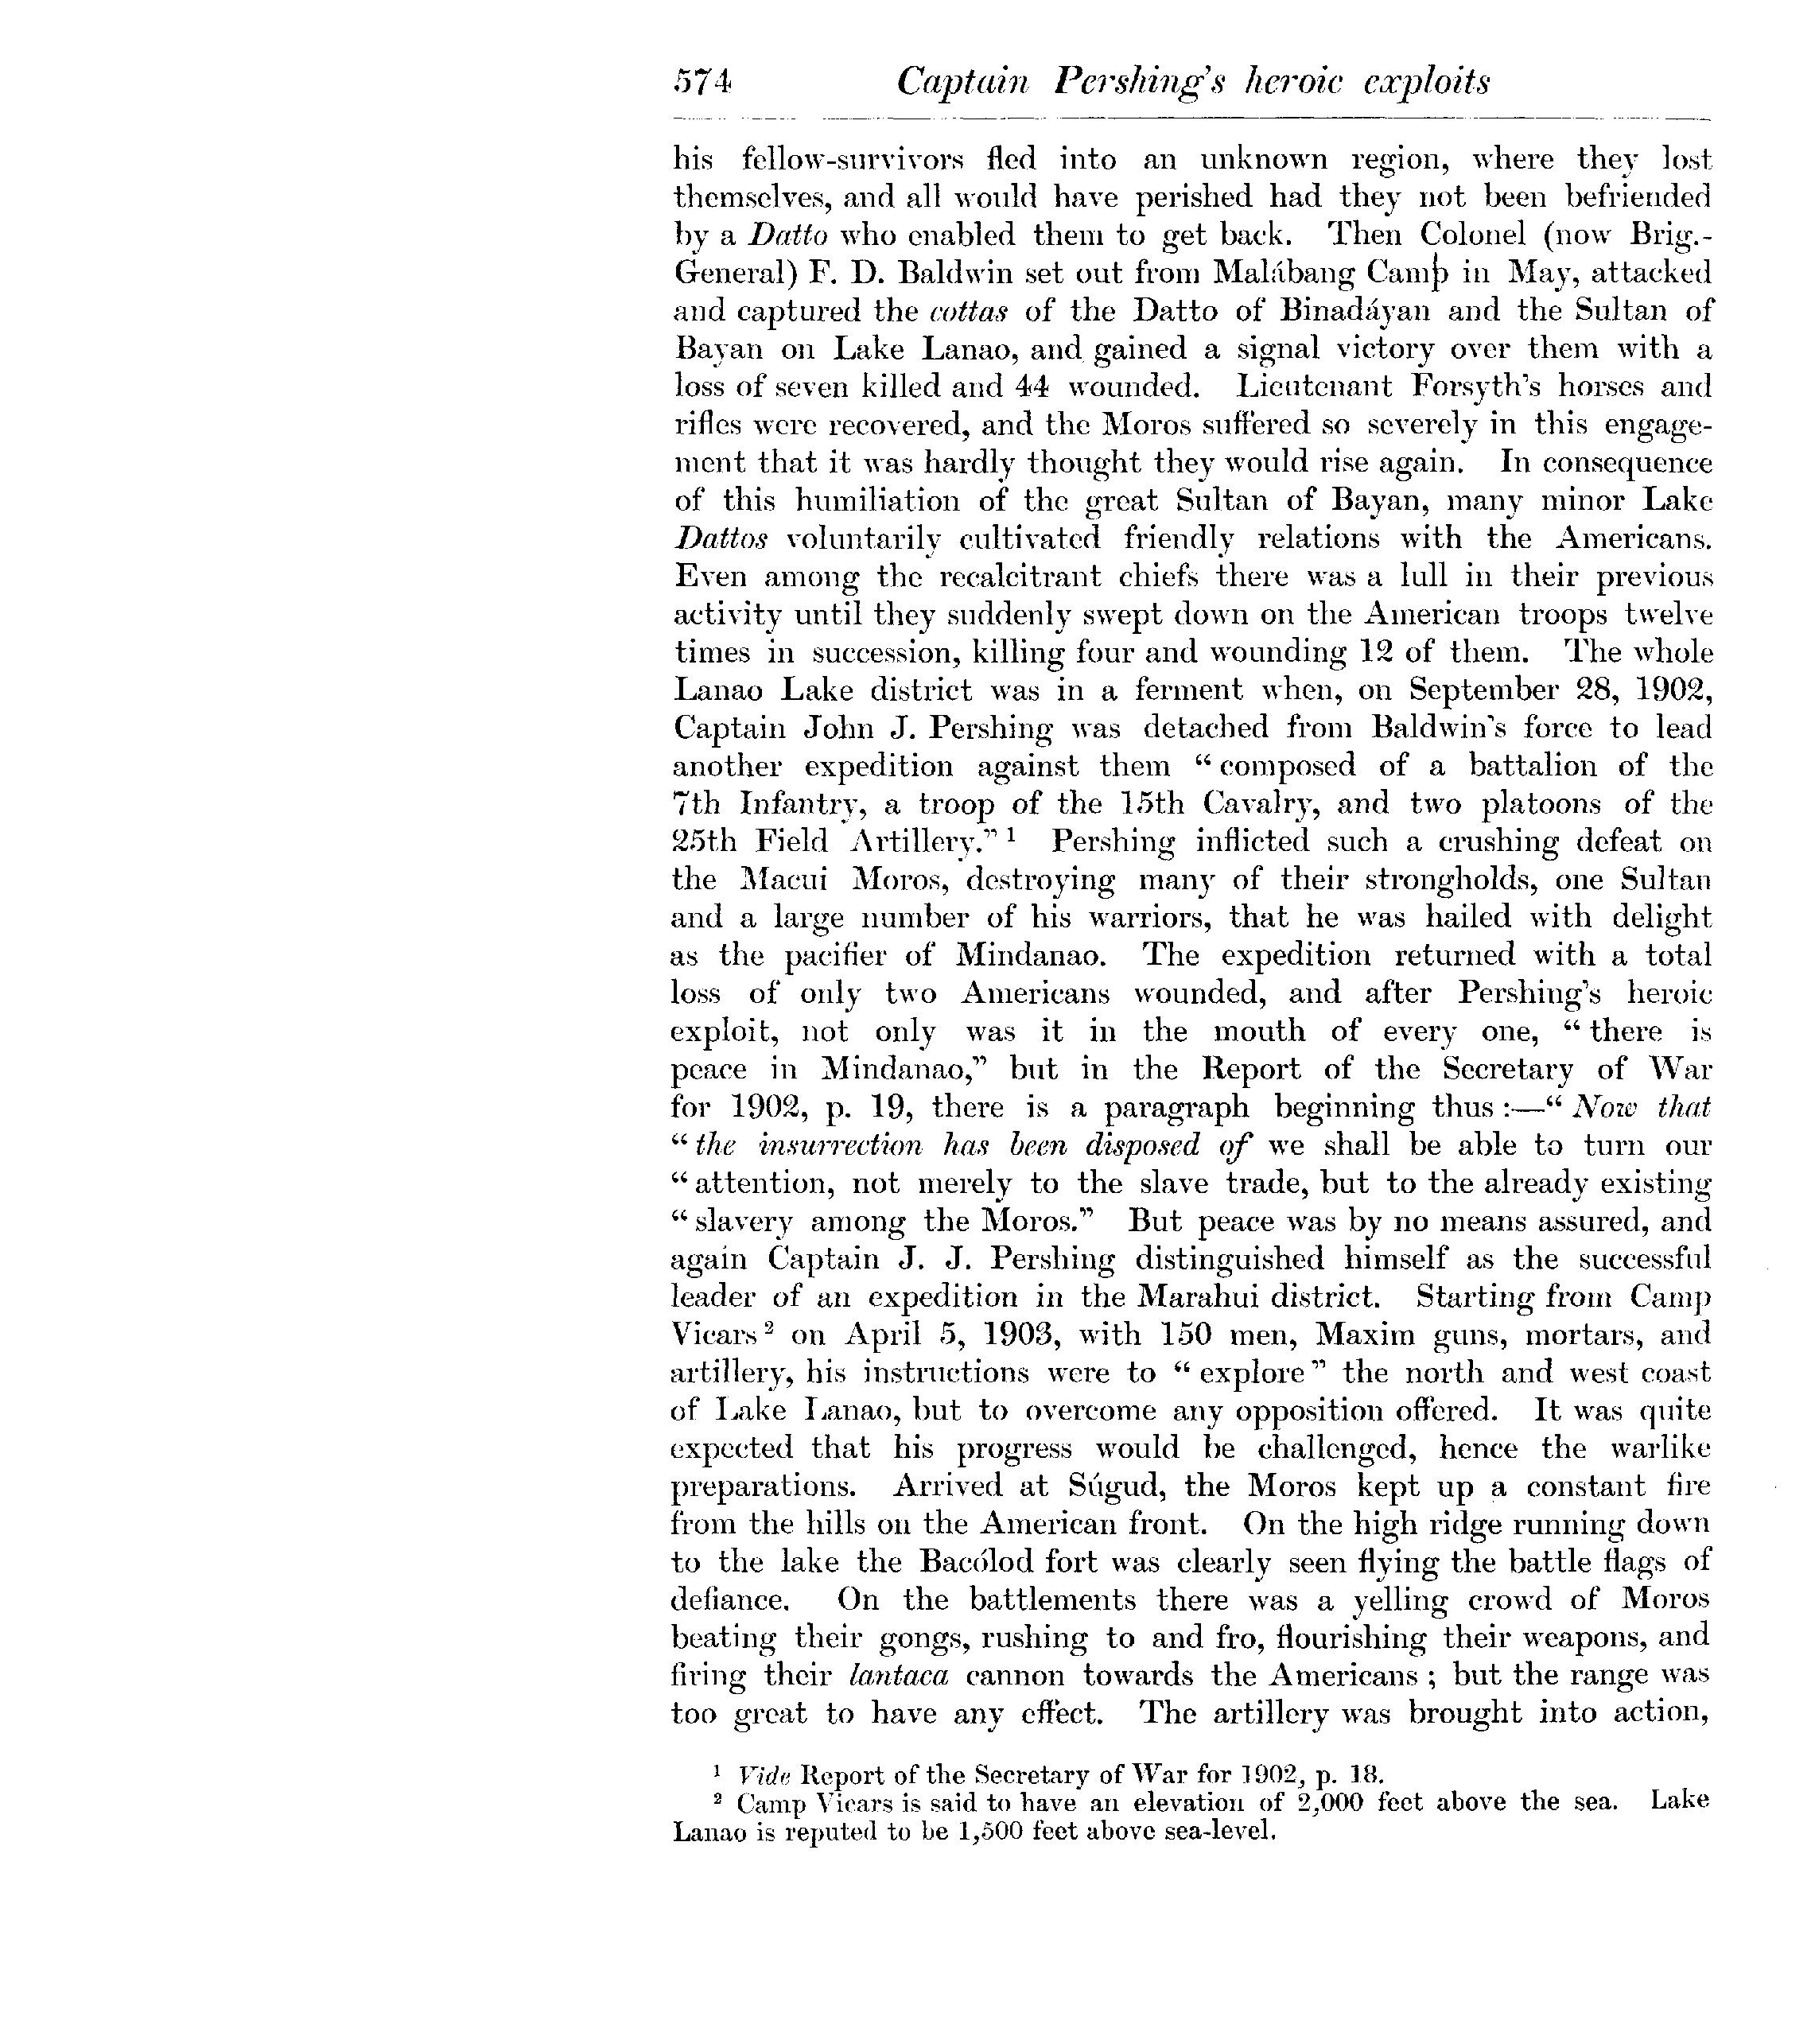 574 Captain Pershing's heroic exploits
his fellow-survivors fled into an unknown region, where they lost
themselves, and all would have perished had they not been befriended
by a Datto who enabled them to get back. Then Colonel (now Brig.-
General) F. D. Baldwin set out from Malábang Camp in May, attacked
and captured the cottas of the Datto of Binadáyan and the Sultan of
Bayan on Lake Lanao, and gained a signal victory over them with a
loss of seven killed and 44 wounded. Lieutenant Forsyth's horses and
rifles were recovered, and the Moros suffered so severely in this engage-
ment that it was hardly thought they would rise again. In consequence
of this humiliation of the great Sultan of Bayan, many minor Lake
Dattos voluntarily cultivated friendly relations with the Americans.
Even among the recalcitrant chiefs there was a lull in their previous
activity until they suddenly swept down on the American troops twelve
times in succession, killing four and wounding 12 of them. The whole
Lanao Lake district was in a ferment when, on September 28, 1902,
Captain John J. Pershing was detached from Baldwin's force to lead
another expedition against them “ composed of a battalion of the
7th Infantry, a troop of the 15th Cavalry, and two platoons of the
25th Field Artillery.” 1 Pershing inflicted such a crushing defeat on
the Macui Moros, destroying many of their strongholds, one Sultan
and a large number of his warriors, that he was hailed with delight
as the pacifier of Mindanao. The expedition returned with a total
loss of only two Americans wounded, and after Pershing's heroic
exploit, not only was it in the mouth of every one, “ there is
peace in Mindanao,” but in the Report of the Secretary of War
for 1902, p. 19, there is a paragraph beginning thus :—“ Now that
“ the insurrection has been disposed of we shall be able to turn our
“ attention, not merely to the slave trade, but to the already existing
“ slavery among the Moros.” But peace was by no means assured, and
again Captain J. J. Pershing distinguished himself as the successful
leader of an expedition in the Marahui district. Starting from Camp
Vicars 2 on April 5, 1903, with 150 men, Maxim guns, mortars, and
artillery, his instructions were to “ explore ” the north and west coast
of Lake Lanao, but to overcome any opposition offered. It was quite
expected that his progress would be challenged, hence the warlike
preparations. Arrived at Súgud, the Moros kept up a constant fire
from the hills on the American front. On the high ridge running down
to the lake the Bacólod fort was clearly seen flying the battle flags of
defiance. On the battlements there was a yelling crowd of Moros
beating their gongs, rushing to and fro, flourishing their weapons, and
firing their lantaca cannon towards the Americans ; but the range was
too great to have any effect. The artillery was brought into action,
1 Vide Report of the Secretary of War for 1902, p. 18.
2 Camp Vicars is said to have an elevation of 2,000 feet above the sea. Lake
Lanao is reputed to be 1,500 feet above sea-level.